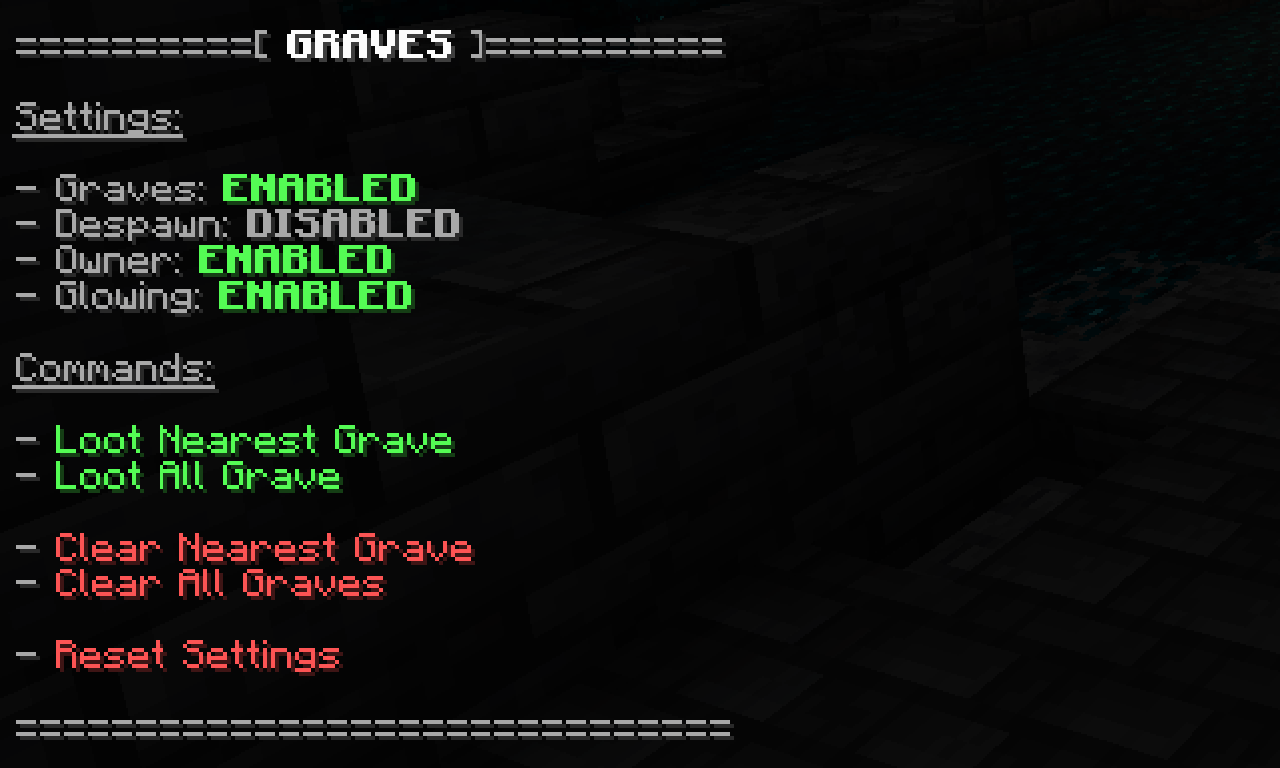 ==========[ GRAVES ]==========
Settings:
- Graves: ENABLED
- Despawn: DISABLED
- Owner: ENABLED
- Glowing: ENABLED
Commands:
- Loot Nearest Grave
- Loot All Grave
- Clear Nearest Grave
- Clear All Graves
- Reset Settings
==============================